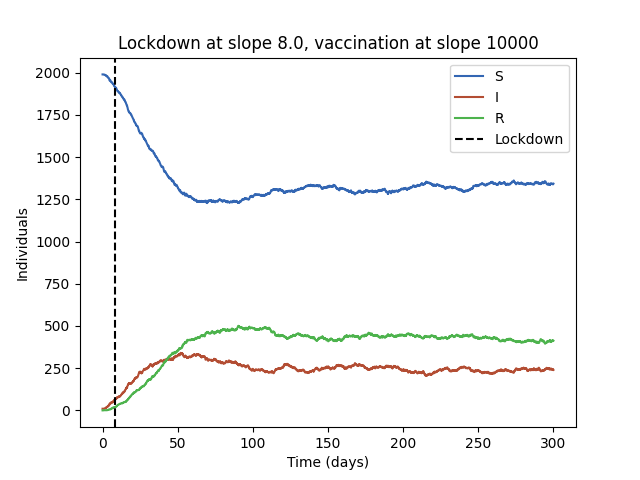 Lockdown at slope 8.0, vaccination at slope 10000
2000
1750
1500
1250
1000
750
500
250
0
Individuals
S
I
R
Lockdown
0 50 100 150 200 250 300
Time (days)